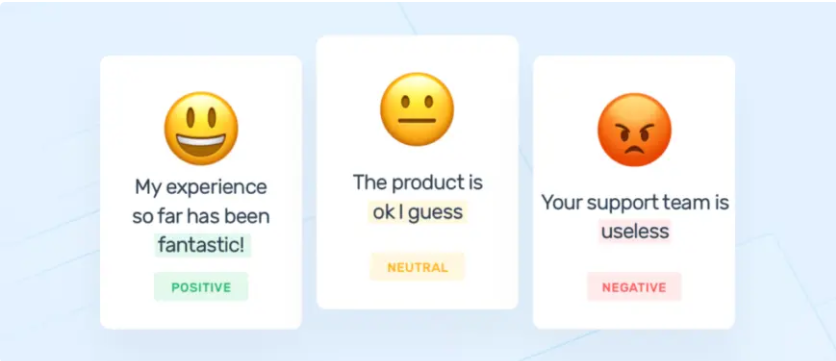 My experience
so far has been
fantastic!
POSITIVE
The product is
ok I guess
NEUTRAL
Your support team is
useless
NEGATIVE